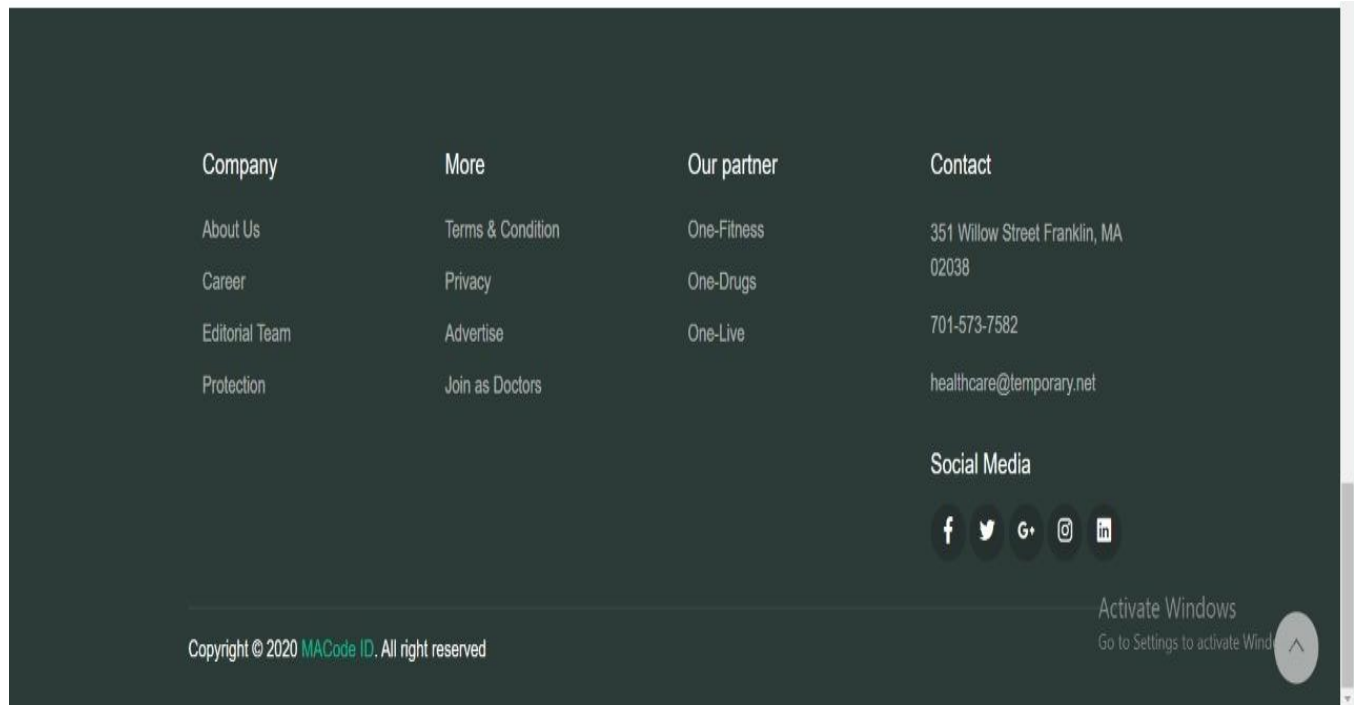 Company
About Us
Career
Editorial Team
Protection
More
Terms & Condition
Privacy
Advertise
Join as Doctors
Our partner
One-Fitness
One-Drugs
One-Live
Contact
351 Willow Street Franklin, MA
02038
701-573-7582
healthcare@temporary.net
Social Media
f G+ in
Copyright © 2020 MACode ID. All right reserved
Activate Windows
Go to Settings to activate